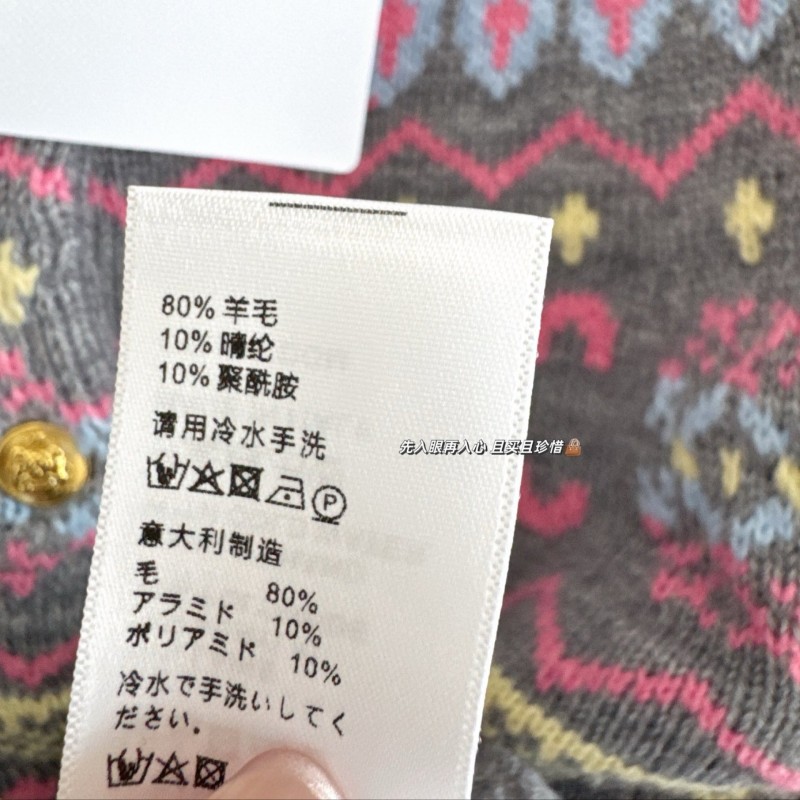 80% 羊毛
10% 晴纶
10% 聚酰胺
请用冷水手洗
P
先入眼再入心 且买且珍惜
意大利制造
毛 80%
アラミド 10%
ポリアミド 10%
冷水で手洗いしてく
ださい。